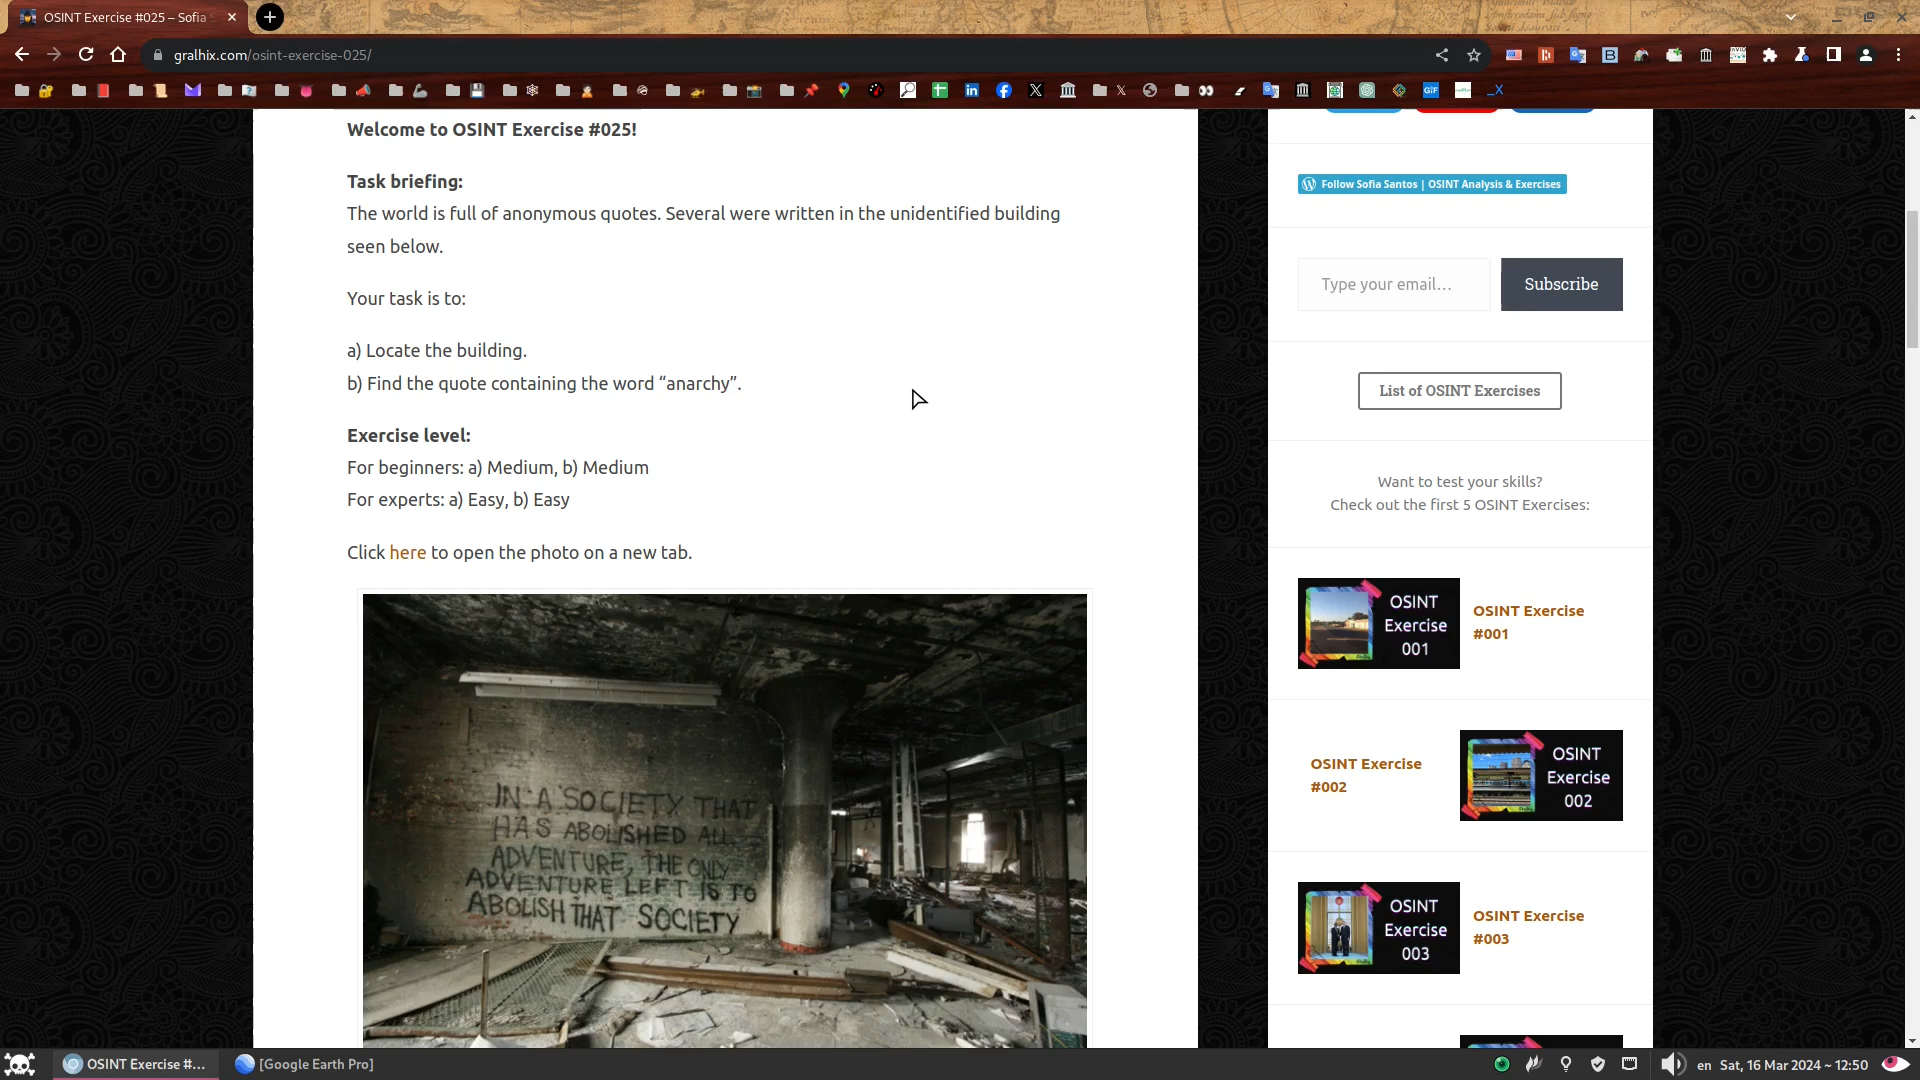 OSINT Exercise #025 – Sofia
gralhix.com/osint-exercise-025/
Welcome to OSINT Exercise #025!
Task briefing:
The world is full of anonymous quotes. Several were written in the unidentified building
seen below.
Your task is to:
a) Locate the building.
b) Find the quote containing the word “anarchy”.
Exercise level:
For beginners: a) Medium, b) Medium
For experts: a) Easy, b) Easy
Click here to open the photo on a new tab.
IN A SOCIETY THAT
HAS ABOLISHED ALL
ADVENTURE, THE ONLY
ADVENTURE LEFT IS TO
ABOLISH THAT SOCIETY
Follow Sofia Santos | OSINT Analysis & Exercises
Type your email…
Subscribe
List of OSINT Exercises
Want to test your skills?
Check out the first 5 OSINT Exercises:
OSINT
Exercise
001
OSINT Exercise
#001
OSINT Exercise
#002
OSINT
Exercise
002
OSINT
Exercise
003
OSINT Exercise
#003
OSINT
OSINT Exercise #...
[Google Earth Pro]
en
Sat, 16 Mar 2024 ~ 12:50